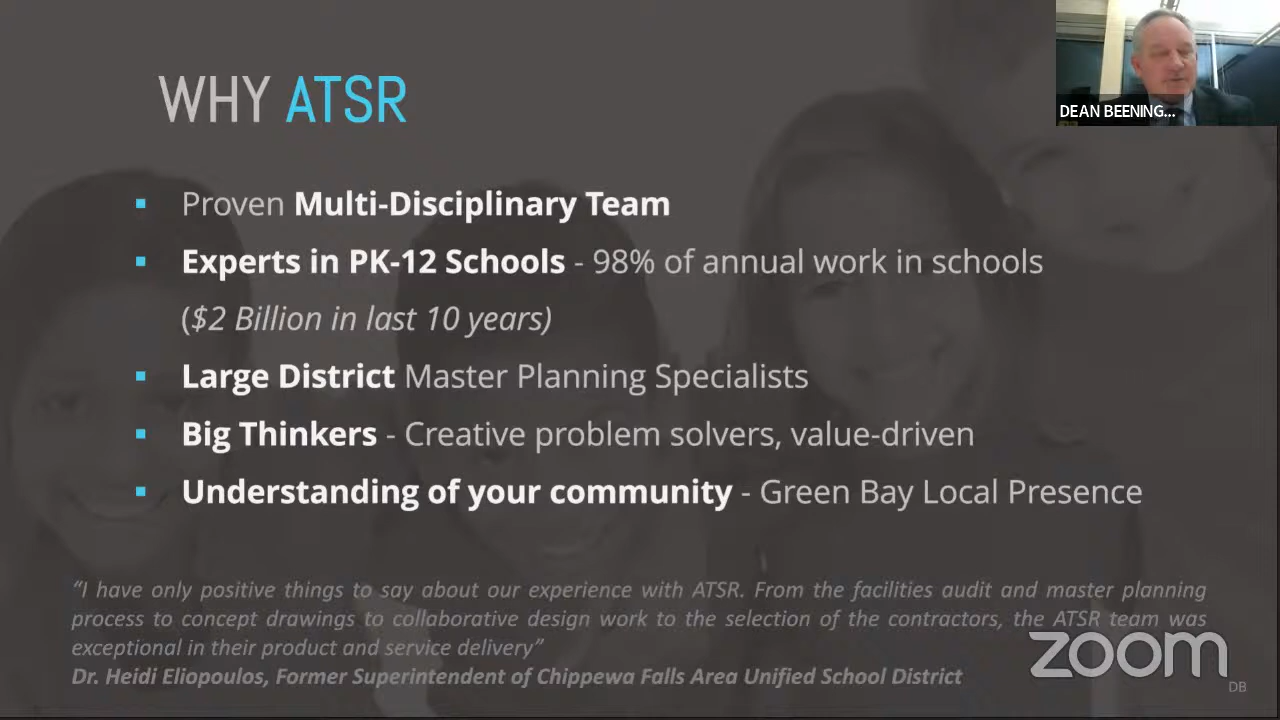 WHY ATSR
DEAN BEENING...
▪ Proven Multi-Disciplinary Team
▪ Experts in PK-12 Schools - 98% of annual work in schools
($2 Billion in last 10 years)
▪ Large District Master Planning Specialists
▪ Big Thinkers - Creative problem solvers, value-driven
▪ Understanding of your community - Green Bay Local Presence
“I have only positive things to say about our experience with ATSR. From the facilities audit and master planning
process to concept drawings to collaborative design work to the selection of the contractors, the ATSR team was
exceptional in their product and service delivery”
Dr. Heidi Eliopoulos, Former Superintendent of Chippewa Falls Area Unified School District
zoom
DB